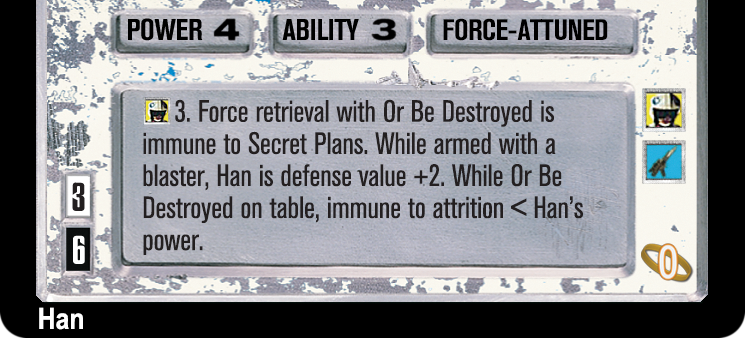 POWER 4 ABILITY 3 FORCE-ATTUNED
3. Force retrieval with Or Be Destroyed is
immune to Secret Plans. While armed with a
blaster, Han is defense value +2. While Or Be
Destroyed on table, immune to attrition < Han's
power.
3
6
0
Han